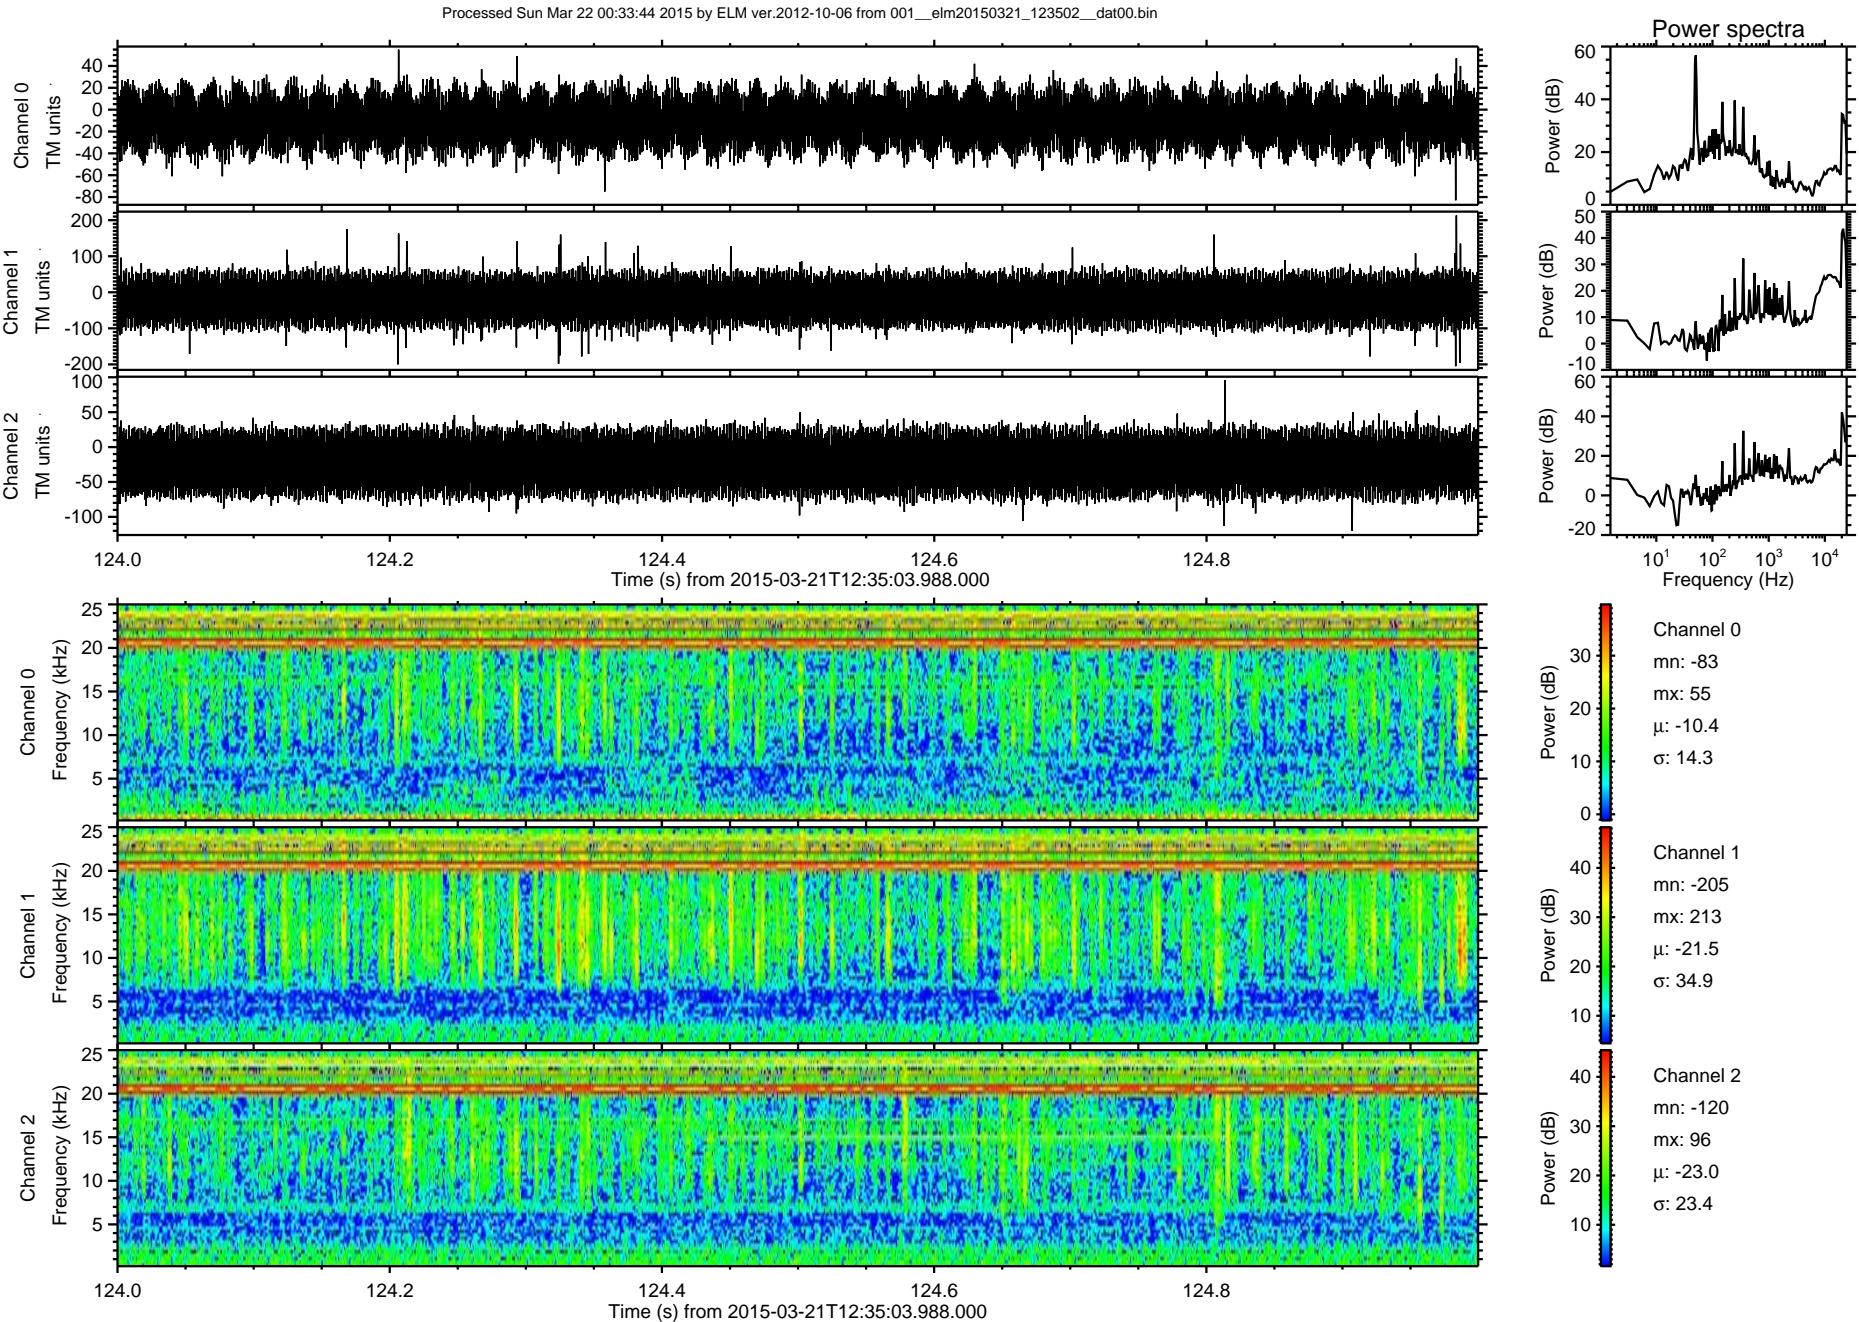 Processed Sun Mar 22 00:33:44 2015 by ELM ver.2012-10-06 from 001__elm20150321_123502__dat00.bin
Power spectra
Channel 0
TM units
40
20
0
-20
-40
-60
-80
Power (dB)
60
40
20
0
Channel 1
TM units
200
100
0
-100
-200
Power (dB)
50
40
30
20
10
0
-10
Channel 2
TM units
100
50
0
-50
-100
Power (dB)
60
40
20
0
-20
124.0 124.2 124.4 124.6 124.8
Time (s) from 2015-03-21T12:35:03.988.000
10^1 10^2 10^3 10^4
Frequency (Hz)
Channel 0
Frequency (kHz)
25
20
15
10
5
Power (dB)
30
20
10
0
Channel 0
mn: -83
mx: 55
μ: -10.4
σ: 14.3
Channel 1
Frequency (kHz)
25
20
15
10
5
Power (dB)
40
30
20
10
Channel 1
mn: -205
mx: 213
μ: -21.5
σ: 34.9
Channel 2
Frequency (kHz)
25
20
15
10
5
Power (dB)
40
30
20
10
Channel 2
mn: -120
mx: 96
μ: -23.0
σ: 23.4
124.0 124.2 124.4 124.6 124.8
Time (s) from 2015-03-21T12:35:03.988.000